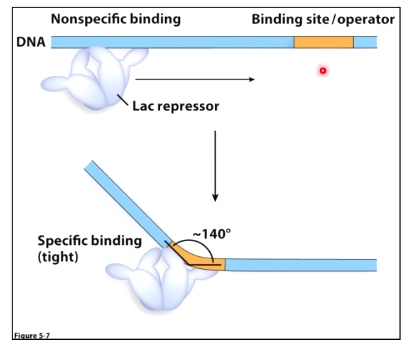 Nonspecific binding
Binding site/operator
DNA
Lac repressor
~140°
Specific binding
(tight)
Figure 5-7